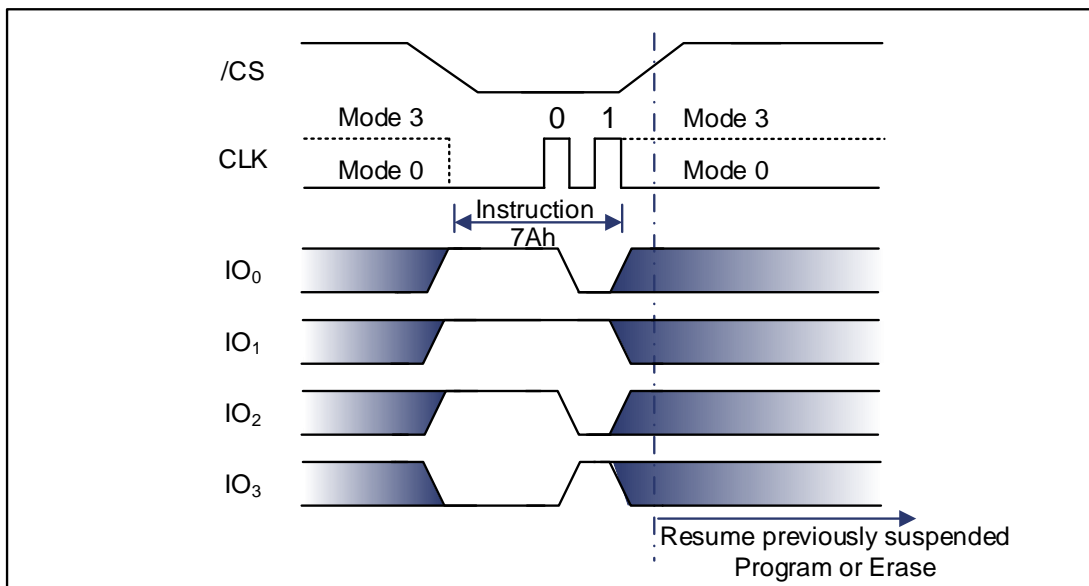 /CS
Mode 3
0
1
Mode 3
CLK
Mode 0
Mode 0
Instruction
7Ah
IO₀
IO₁
IO₂
IO₃
Resume previously suspended
Program or Erase